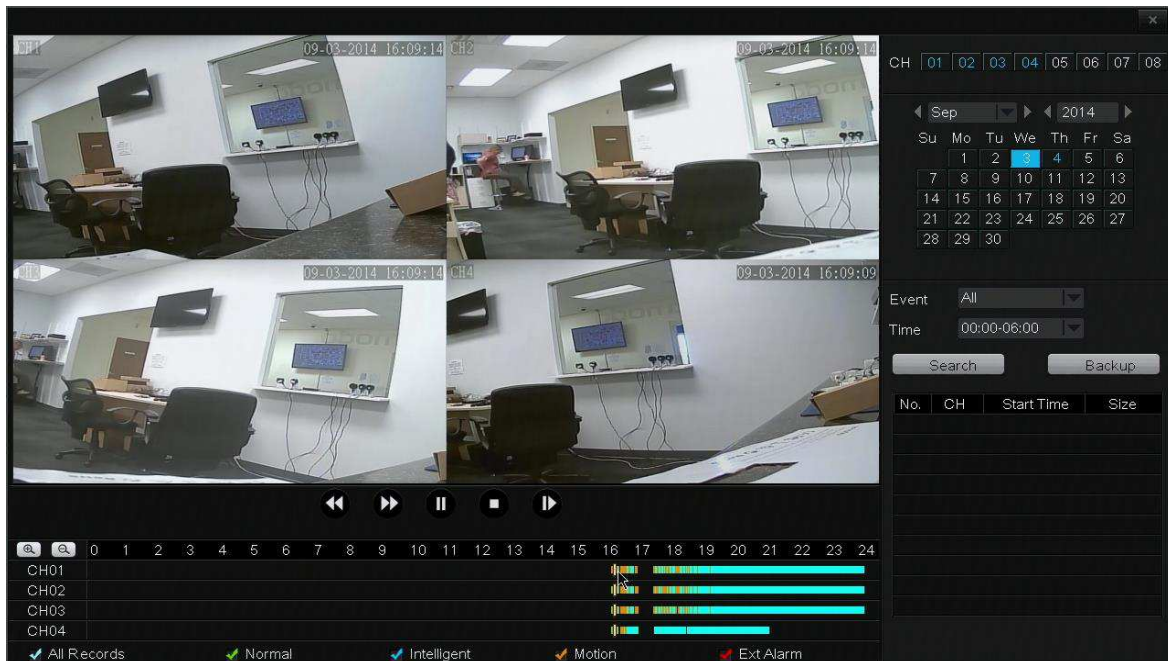 ×
CH1 09-03-2014 16:09:14
CH2 09-03-2014 16:09:14
CH3 09-03-2014 16:09:14
CH4 09-03-2014 16:09:09
CH 01 02 03 04 05 06 07 08
Sep 2014
Su Mo Tu We Th Fr Sa
1 2 3 4 5 6
7 8 9 10 11 12 13
14 15 16 17 18 19 20
21 22 23 24 25 26 27
28 29 30
Event All
Time 00:00-06:00
Search Backup
No. CH Start Time Size
0 1 2 3 4 5 6 7 8 9 10 11 12 13 14 15 16 17 18 19 20 21 22 23 24
CH01
CH02
CH03
CH04
All Records Normal Intelligent Motion Ext Alarm